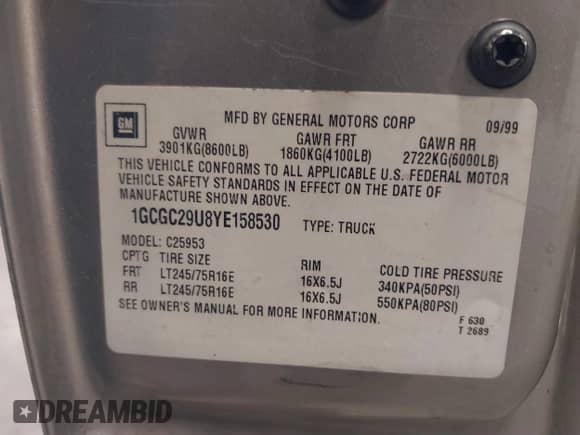 GM
MFD BY GENERAL MOTORS CORP 09/99
GVWR GAWR FRT GAWR RR
3901KG(8600LB) 1860KG(4100LB) 2722KG(6000LB)
THIS VEHICLE CONFORMS TO ALL APPLICABLE U.S. FEDERAL MOTOR
VEHICLE SAFETY STANDARDS IN EFFECT ON THE DATE OF
MANUFACTURE SHOWN ABOVE.
1GCGC29U8YE158530 TYPE: TRUCK
MODEL: C25953
CPTG TIRE SIZE RIM COLD TIRE PRESSURE
FRT LT245/75R16E 16X6.5J 340KPA(50PSI)
RR LT245/75R16E 16X6.5J 550KPA(80PSI)
SEE OWNER'S MANUAL FOR MORE INFORMATION.
F 630
T 2689
DREAMBID